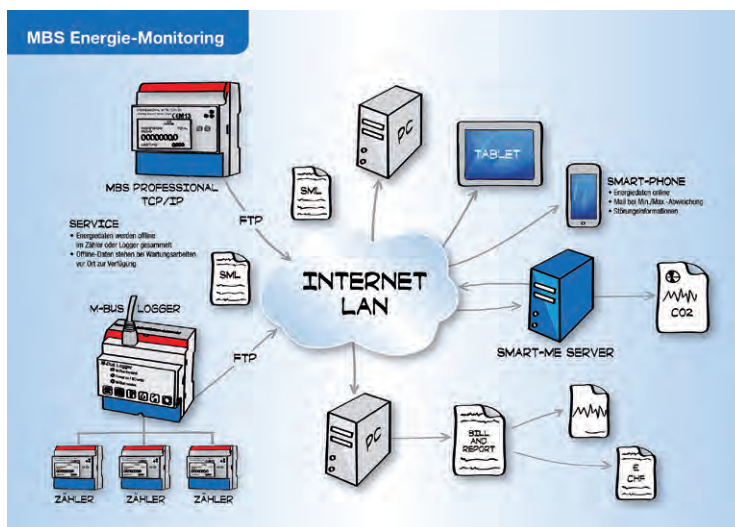 MBS Energie-Monitoring
MBS PROFESSIONAL
TCP/IP
FTP
SML
SERVICE
• Energiedaten werden offline
im Zähler oder Logger gesammelt
• Offline-Daten stehen bei Wartungsarbeiten
vor Ort zur Verfügung
SML
M-BUS LOGGER
FTP
ZÄHLER
ZÄHLER
ZÄHLER
INTERNET
LAN
PC
TABLET
SMART-PHONE
• Energiedaten online
• Mail bei Min./Max.-Abweichung
• Störungsinformationen
SMART-ME SERVER
CO2
PC
BILL
AND
REPORT
E
CHF